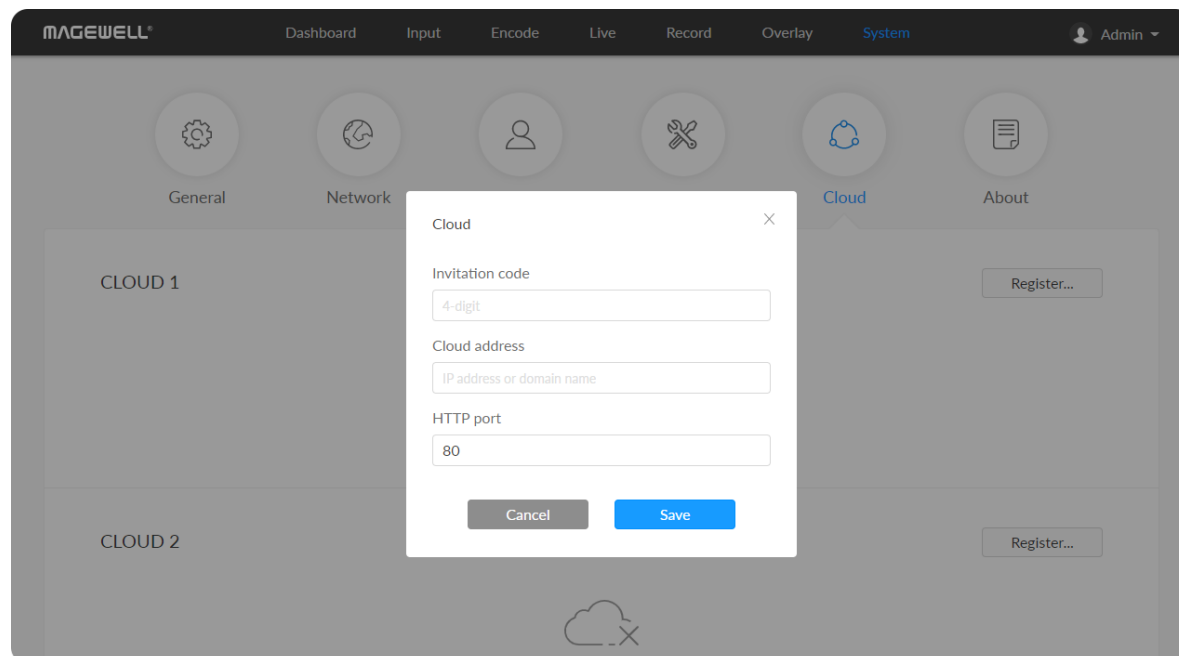 MAGEWELL®
Dashboard Input Encode Live Record Overlay System Admin
General Network Cloud About
Cloud
Invitation code
4-digit
Cloud address
IP address or domain name
HTTP port
80
Cancel Save
CLOUD 1 Register...
CLOUD 2 Register...